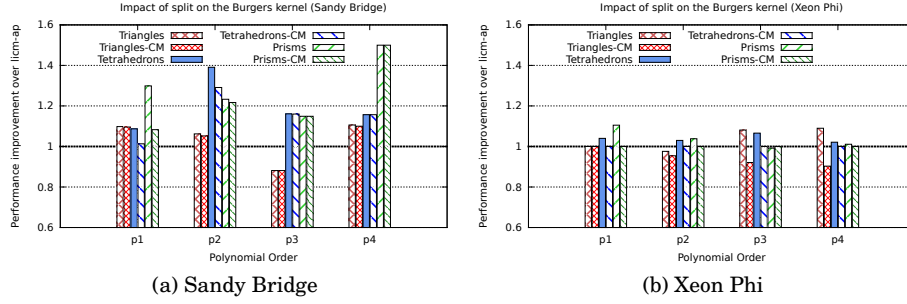 Impact of split on the Burgers kernel (Sandy Bridge)
Performance improvement over licm-ap
1.6
1.4
1.2
1
0.8
0.6
Triangles
Triangles-CM
Tetrahedrons
Tetrahedrons-CM
Prisms
Prisms-CM
p1 p2 p3 p4
Polynomial Order
(a) Sandy Bridge
Impact of split on the Burgers kernel (Xeon Phi)
Performance improvement over licm-ap
1.6
1.4
1.2
1
0.8
0.6
Triangles
Triangles-CM
Tetrahedrons
Tetrahedrons-CM
Prisms
Prisms-CM
p1 p2 p3 p4
Polynomial Order
(b) Xeon Phi